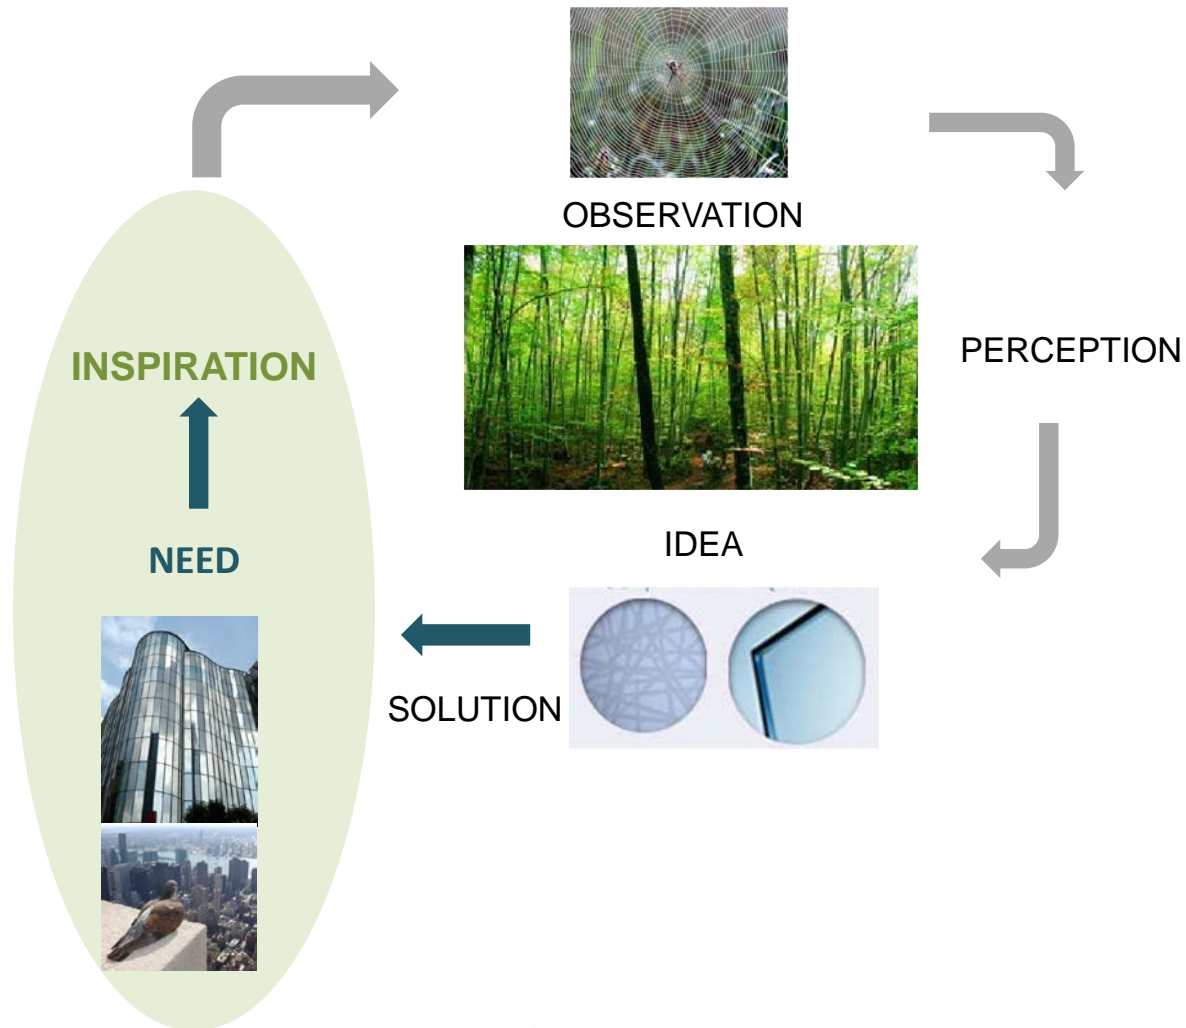 OBSERVATION
INSPIRATION
PERCEPTION
IDEA
NEED
SOLUTION